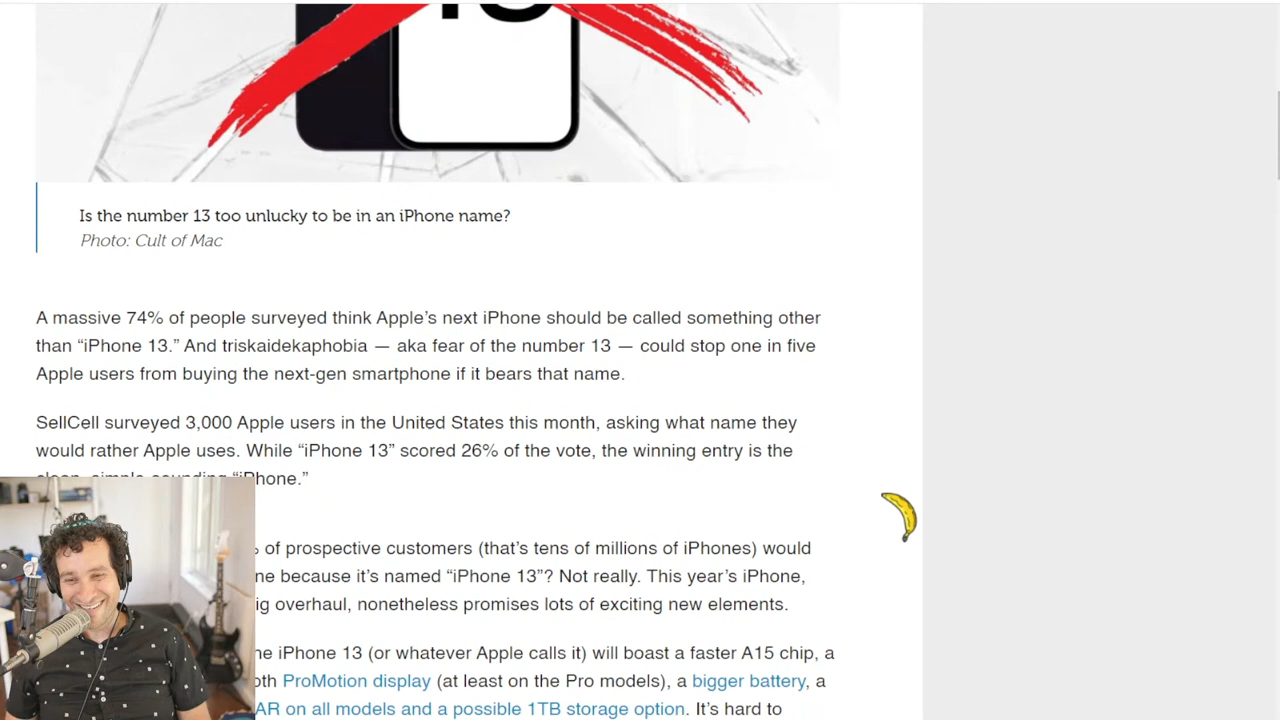 Is the number 13 too unlucky to be in an iPhone name?
Photo: Cult of Mac
A massive 74% of people surveyed think Apple’s next iPhone should be called something other
than “iPhone 13.” And triskaidekaphobia — aka fear of the number 13 — could stop one in five
Apple users from buying the next-gen smartphone if it bears that name.
SellCell surveyed 3,000 Apple users in the United States this month, asking what name they
would rather Apple uses. While “iPhone 13” scored 26% of the vote, the winning entry is the
clean, simple-sounding “iPhone.”
of prospective customers (that’s tens of millions of iPhones) would
because it’s named “iPhone 13”? Not really. This year’s iPhone,
overhaul, nonetheless promises lots of exciting new elements.
iPhone 13 (or whatever Apple calls it) will boast a faster A15 chip, a
ProMotion display (at least on the Pro models), a bigger battery, a
AR on all models and a possible 1TB storage option. It’s hard to